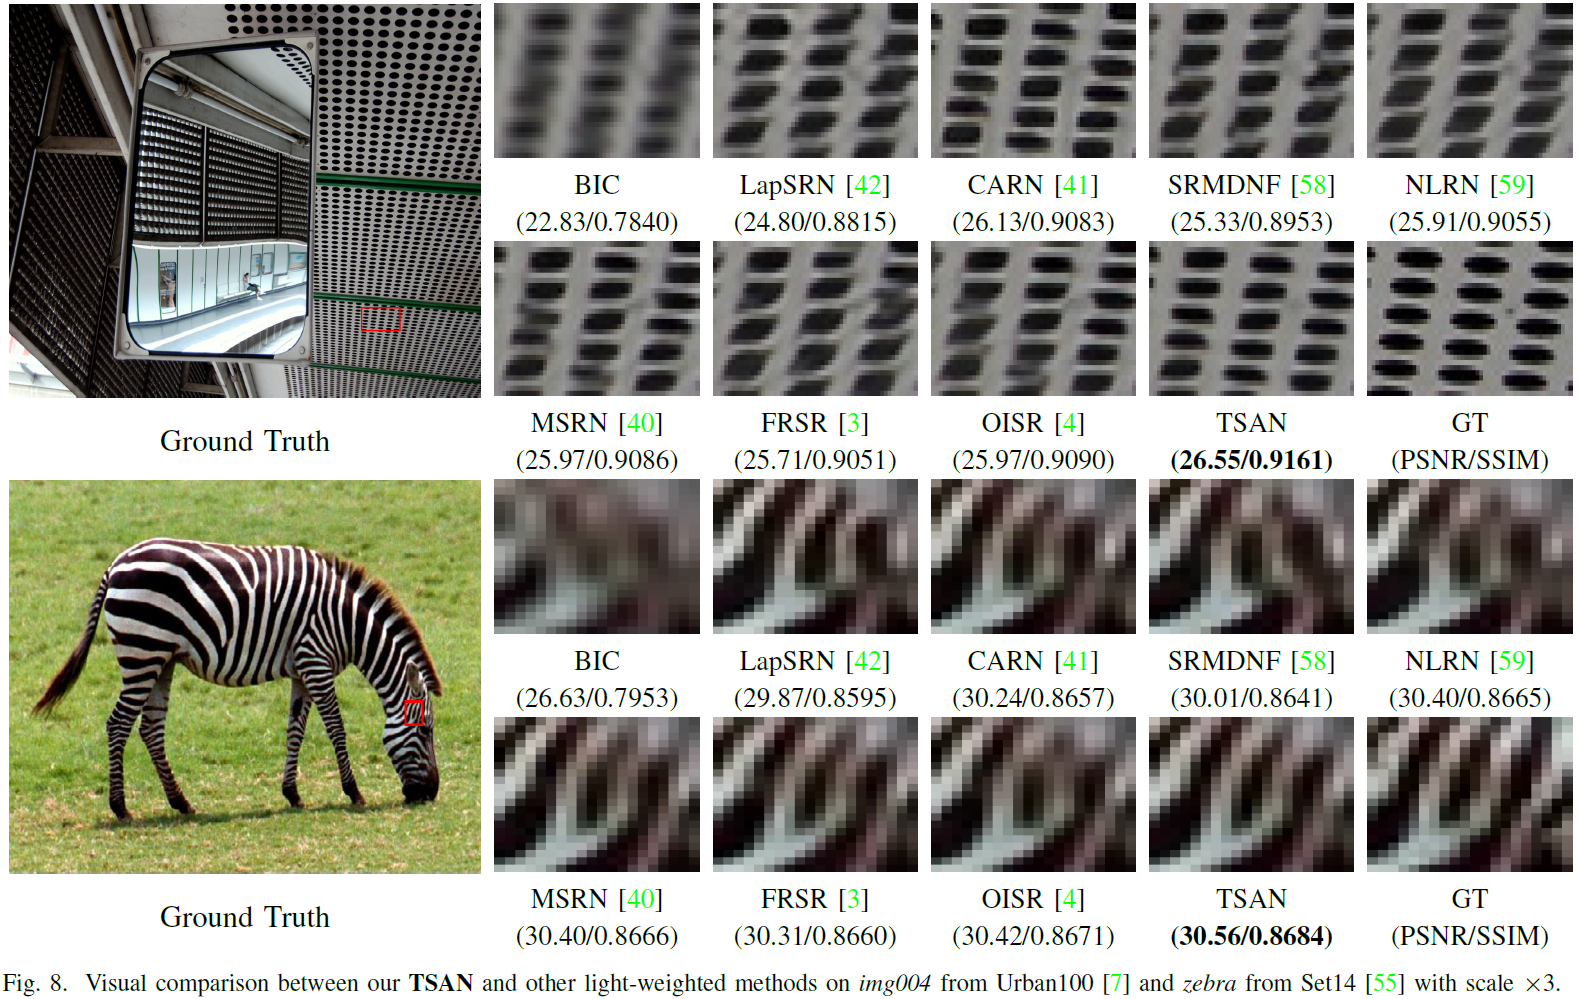 BIC LapSRN [42] CARN [41] SRMDNF [58] NLRN [59]
(22.83/0.7840) (24.80/0.8815) (26.13/0.9083) (25.33/0.8953) (25.91/0.9055)
MSRN [40] FRSR [3] OISR [4] TSAN GT
Ground Truth
(25.97/0.9086) (25.71/0.9051) (25.97/0.9090) (26.55/0.9161) (PSNR/SSIM)
BIC LapSRN [42] CARN [41] SRMDNF [58] NLRN [59]
(26.63/0.7953) (29.87/0.8595) (30.24/0.8657) (30.01/0.8641) (30.40/0.8665)
MSRN [40] FRSR [3] OISR [4] TSAN GT
Ground Truth
(30.40/0.8666) (30.31/0.8660) (30.42/0.8671) (30.56/0.8684) (PSNR/SSIM)
Fig. 8. Visual comparison between our TSAN and other light-weighted methods on img004 from Urban100 [7] and zebra from Set14 [55] with scale ×3.